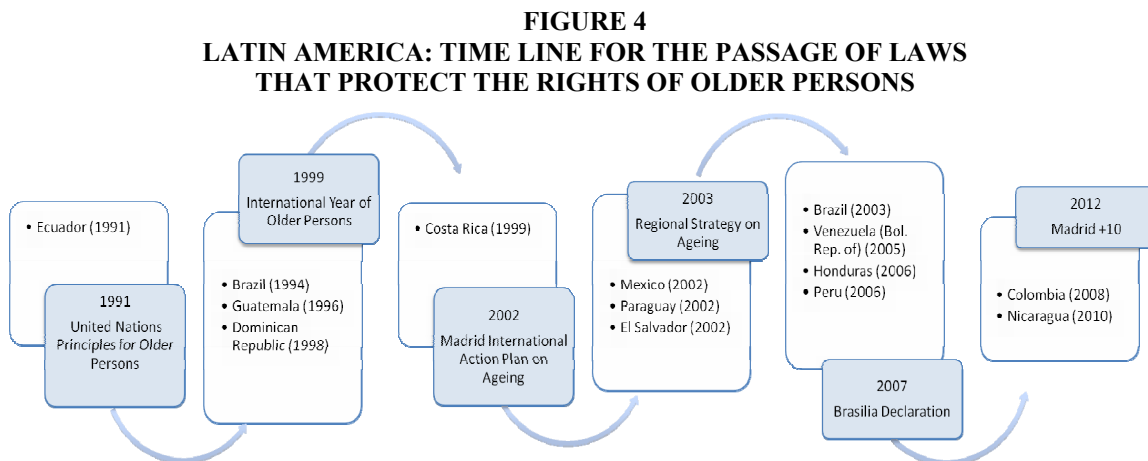 FIGURE 4
LATIN AMERICA: TIME LINE FOR THE PASSAGE OF LAWS
THAT PROTECT THE RIGHTS OF OLDER PERSONS
• Ecuador (1991)
1991
United Nations
Principles for Older
Persons
1999
International Year of
Older Persons
• Brazil (1994)
• Guatemala (1996)
• Dominican
Republic (1998)
• Costa Rica (1999)
2002
Madrid International
Action Plan on
Ageing
2003
Regional Strategy on
Ageing
• Mexico (2002)
• Paraguay (2002)
• El Salvador (2002)
• Brazil (2003)
• Venezuela (Bol.
Rep. of) (2005)
• Honduras (2006)
• Peru (2006)
2007
Brasilia Declaration
2012
Madrid +10
• Colombia (2008)
• Nicaragua (2010)